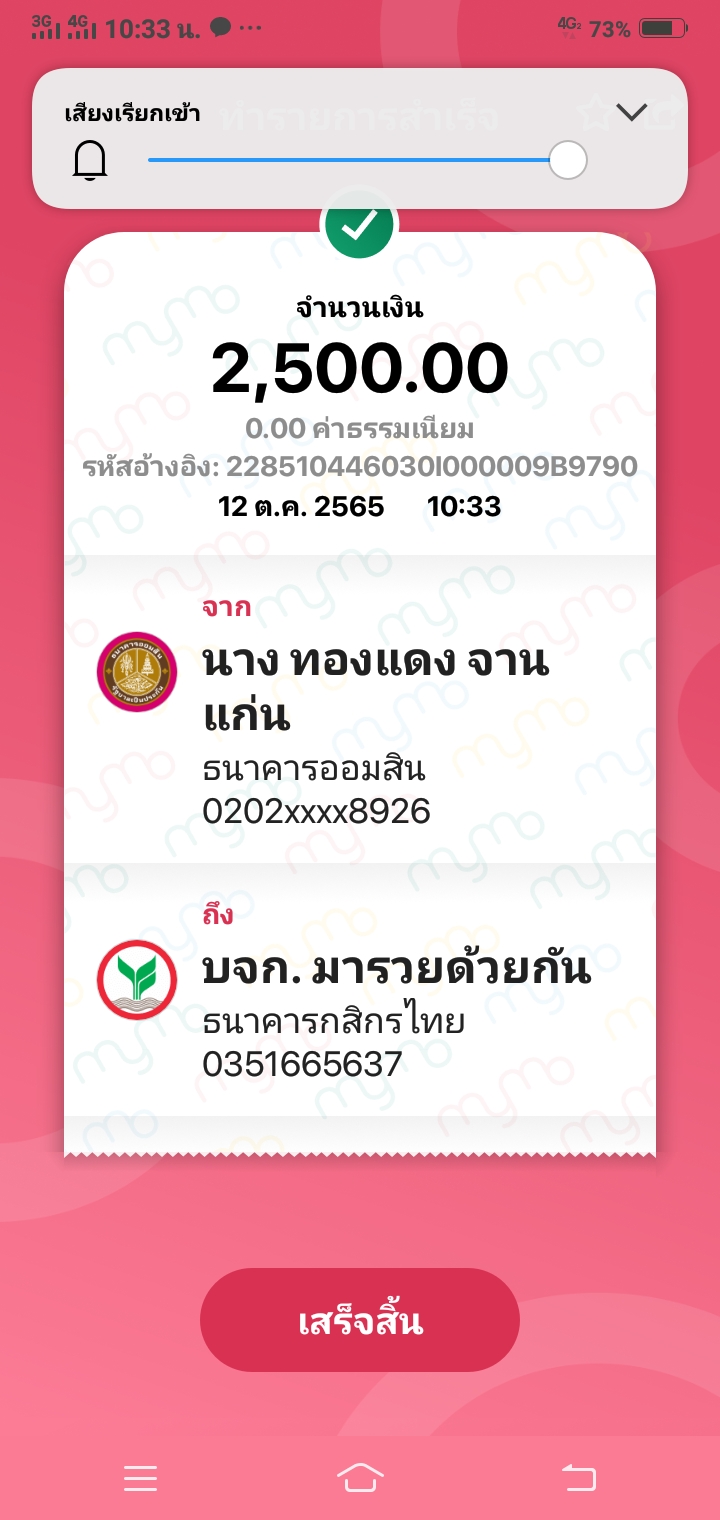 3G 4G 10:33 น. 4G2 73%
เสียงเรียกเข้า
ทำรายการสำเร็จ
จำนวนเงิน
2,500.00
0.00 ค่าธรรมเนียม
รหัสอ้างอิง: 228510446030I000009B9790
12 ต.ค. 2565 10:33
จาก
นาง ทองแดง จาน
แก่น
ธนาคารออมสิน
0202xxxx8926
ถึง
บจก. มารวยด้วยกัน
ธนาคารกสิกรไทย
0351665637
เสร็จสิ้น